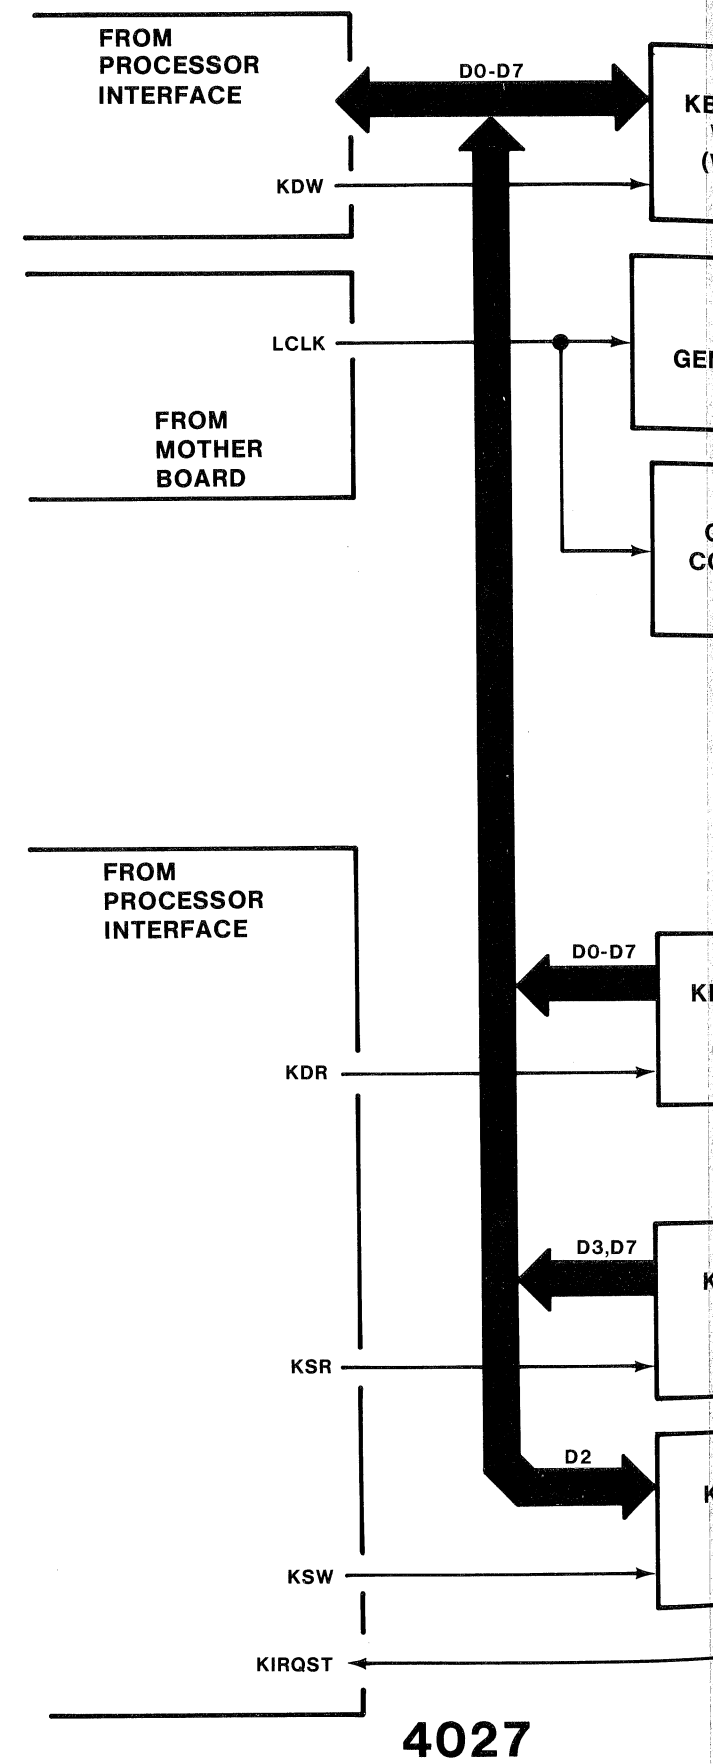 FROM
PROCESSOR
INTERFACE
D0-D7
KDW
LCLK
FROM
MOTHER
BOARD
FROM
PROCESSOR
INTERFACE
D0-D7
KDR
D3,D7
KSR
D2
KSW
KIRQST
4027